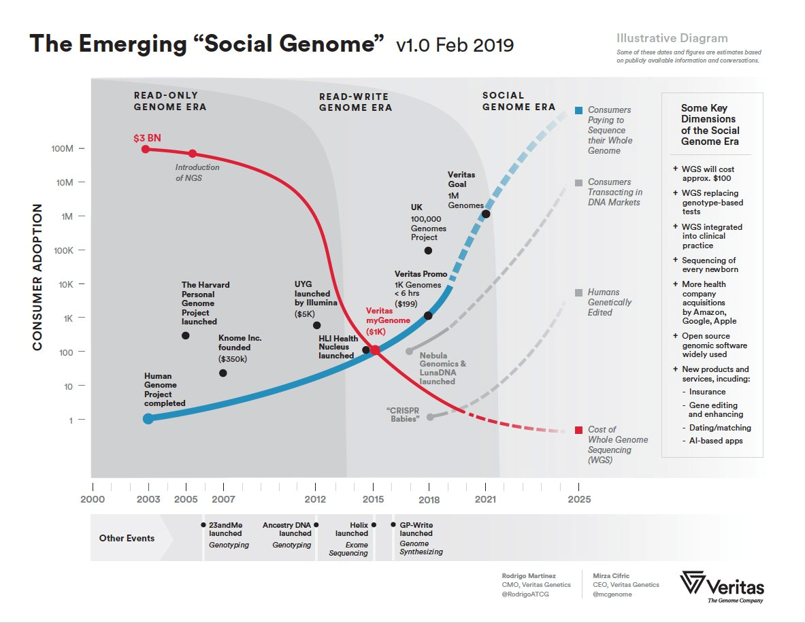 The Emerging “Social Genome” v1.0 Feb 2019
Illustrative Diagram
Some of these dates and figures are estimates based
on publicly available information and conversations.
READ-ONLY
GENOME ERA
READ-WRITE
GENOME ERA
SOCIAL
GENOME ERA
CONSUMER ADOPTION
100M
10M
1M
100K
10K
1K
100
10
1
$3 BN
Introduction
of NGS
The Harvard
Personal
Genome
Project
launched
Knome Inc.
founded
($350k)
Human
Genome
Project
completed
UYG
launched
by Illumina
($5K)
HLI Health
Nucleus
launched
Veritas
myGenome
($1K)
UK
100,000
Genomes
Project
Veritas
Goal
1M
Genomes
Veritas Promo
1K Genomes
< 6 hrs
($199)
Nebula
Genomics &
LunaDNA
launched
“CRISPR
Babies”
Consumers
Paying to
Sequence
their Whole
Genome
Consumers
Transacting in
DNA Markets
Humans
Genetically
Edited
Cost of
Whole Genome
Sequencing
(WGS)
Some Key
Dimensions
of the Social
Genome Era
+ WGS will cost
approx. $100
+ WGS replacing
genotype-based
tests
+ WGS integrated
into clinical
practice
+ Sequencing of
every newborn
+ More health
company
acquisitions
by Amazon,
Google, Apple
+ Open source
genomic software
widely used
+ New products and
services, incuding:
- Insurance
- Gene editing
and enhancing
- Dating/matching
- AI-based apps
2000 2003 2005 2007 2012 2015 2018 2021 2025
Other Events
23andMe
launched
Genotyping
Ancestry DNA
launched
Genotyping
Helix
launched
Exome
Sequencing
GP-Write
launched
Genome
Synthesizing
Rodrigo Martinez
CMO, Veritas Genetics
@RodrigoATCG
Mirza Cifric
CEO, Veritas Genetics
@mcgenome
Veritas
The Genome Company